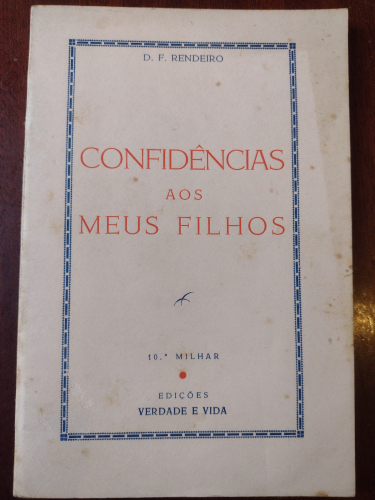 D. F. RENDEIRO
CONFIDÊNCIAS
AOS
MEUS FILHOS
10.º MILHAR
EDIÇÕES
VERDADE E VIDA